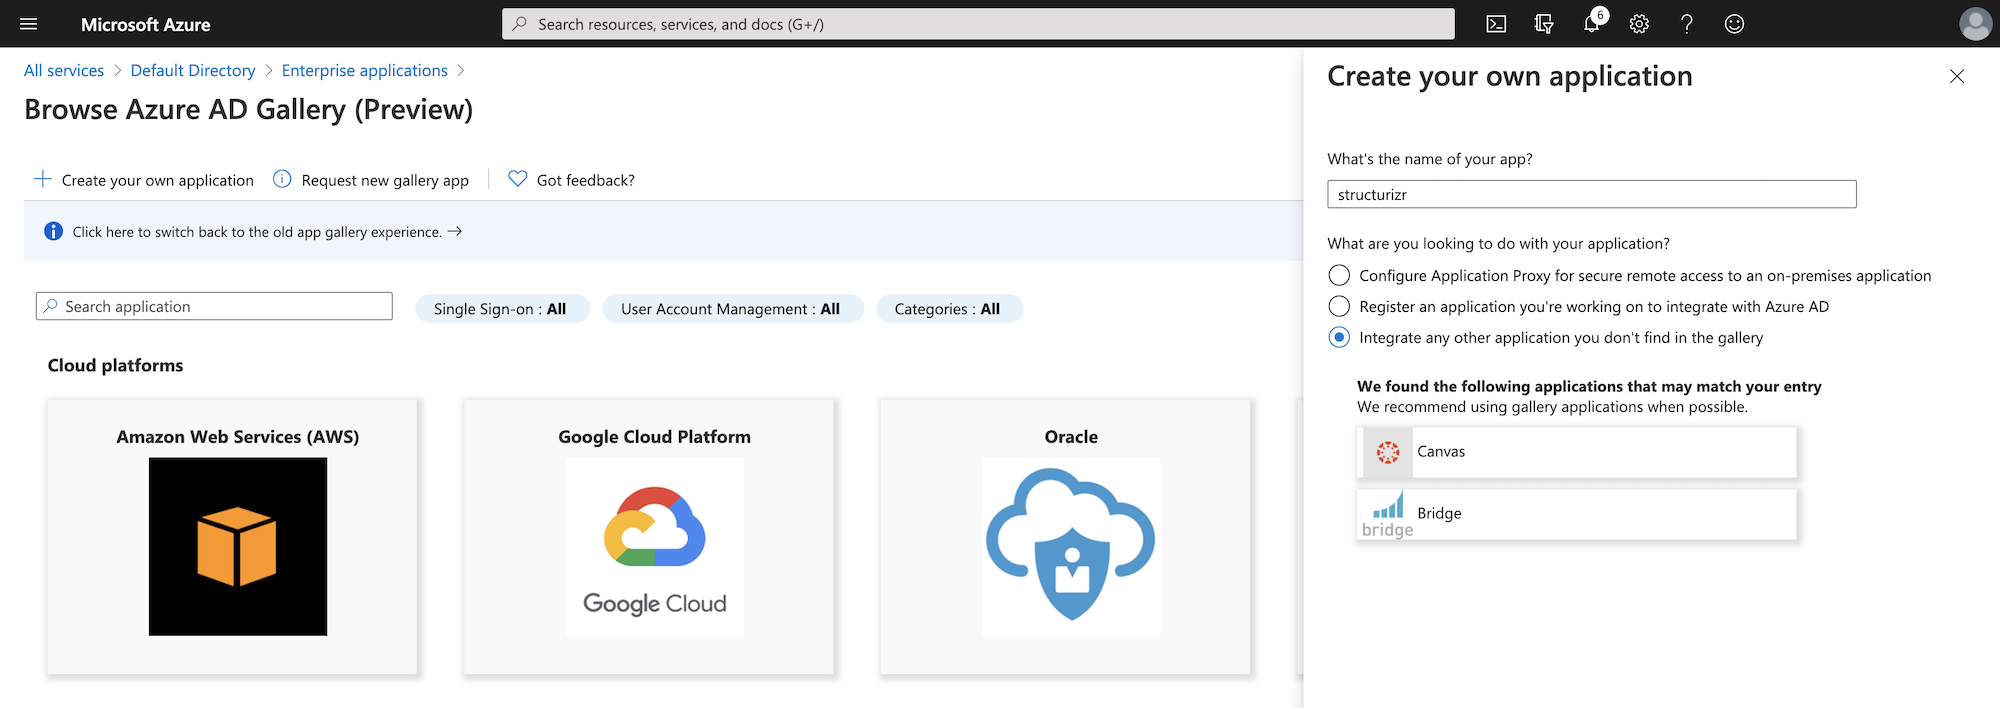 Microsoft Azure
Search resources, services, and docs (G+/)
6
All services > Default Directory > Enterprise applications >
Browse Azure AD Gallery (Preview)
Create your own application
Request new gallery app
Got feedback?
Click here to switch back to the old app gallery experience. →
Search application
Single Sign-on : All
User Account Management : All
Categories : All
Cloud platforms
Amazon Web Services (AWS)
Google Cloud Platform
Google Cloud
Oracle
Create your own application
What's the name of your app?
structurizr
What are you looking to do with your application?
Configure Application Proxy for secure remote access to an on-premises application
Register an application you're working on to integrate with Azure AD
Integrate any other application you don't find in the gallery
We found the following applications that may match your entry
We recommend using gallery applications when possible.
Canvas
bridge
Bridge